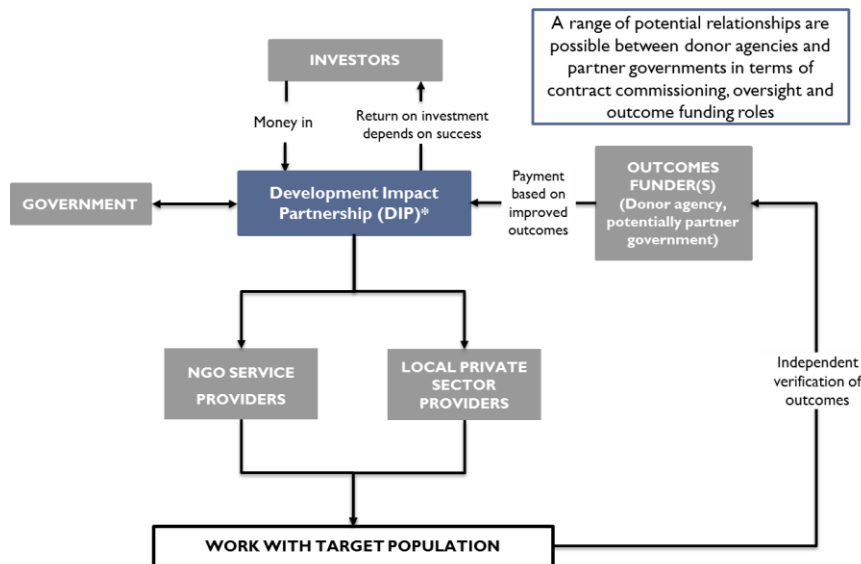 A range of potential relationships are
possible between donor agencies and
partner governments in terms of
contract commissioning, oversight and
outcome funding roles
INVESTORS
Money in
Return on investment
depends on success
GOVERNMENT
Development Impact
Partnership (DIP)*
Payment
based on
improved
outcomes
OUTCOMES
FUNDER(S)
(Donor agency,
potentially partner
government)
NGO SERVICE
PROVIDERS
LOCAL PRIVATE
SECTOR
PROVIDERS
Independent
verification of
outcomes
WORK WITH TARGET POPULATION